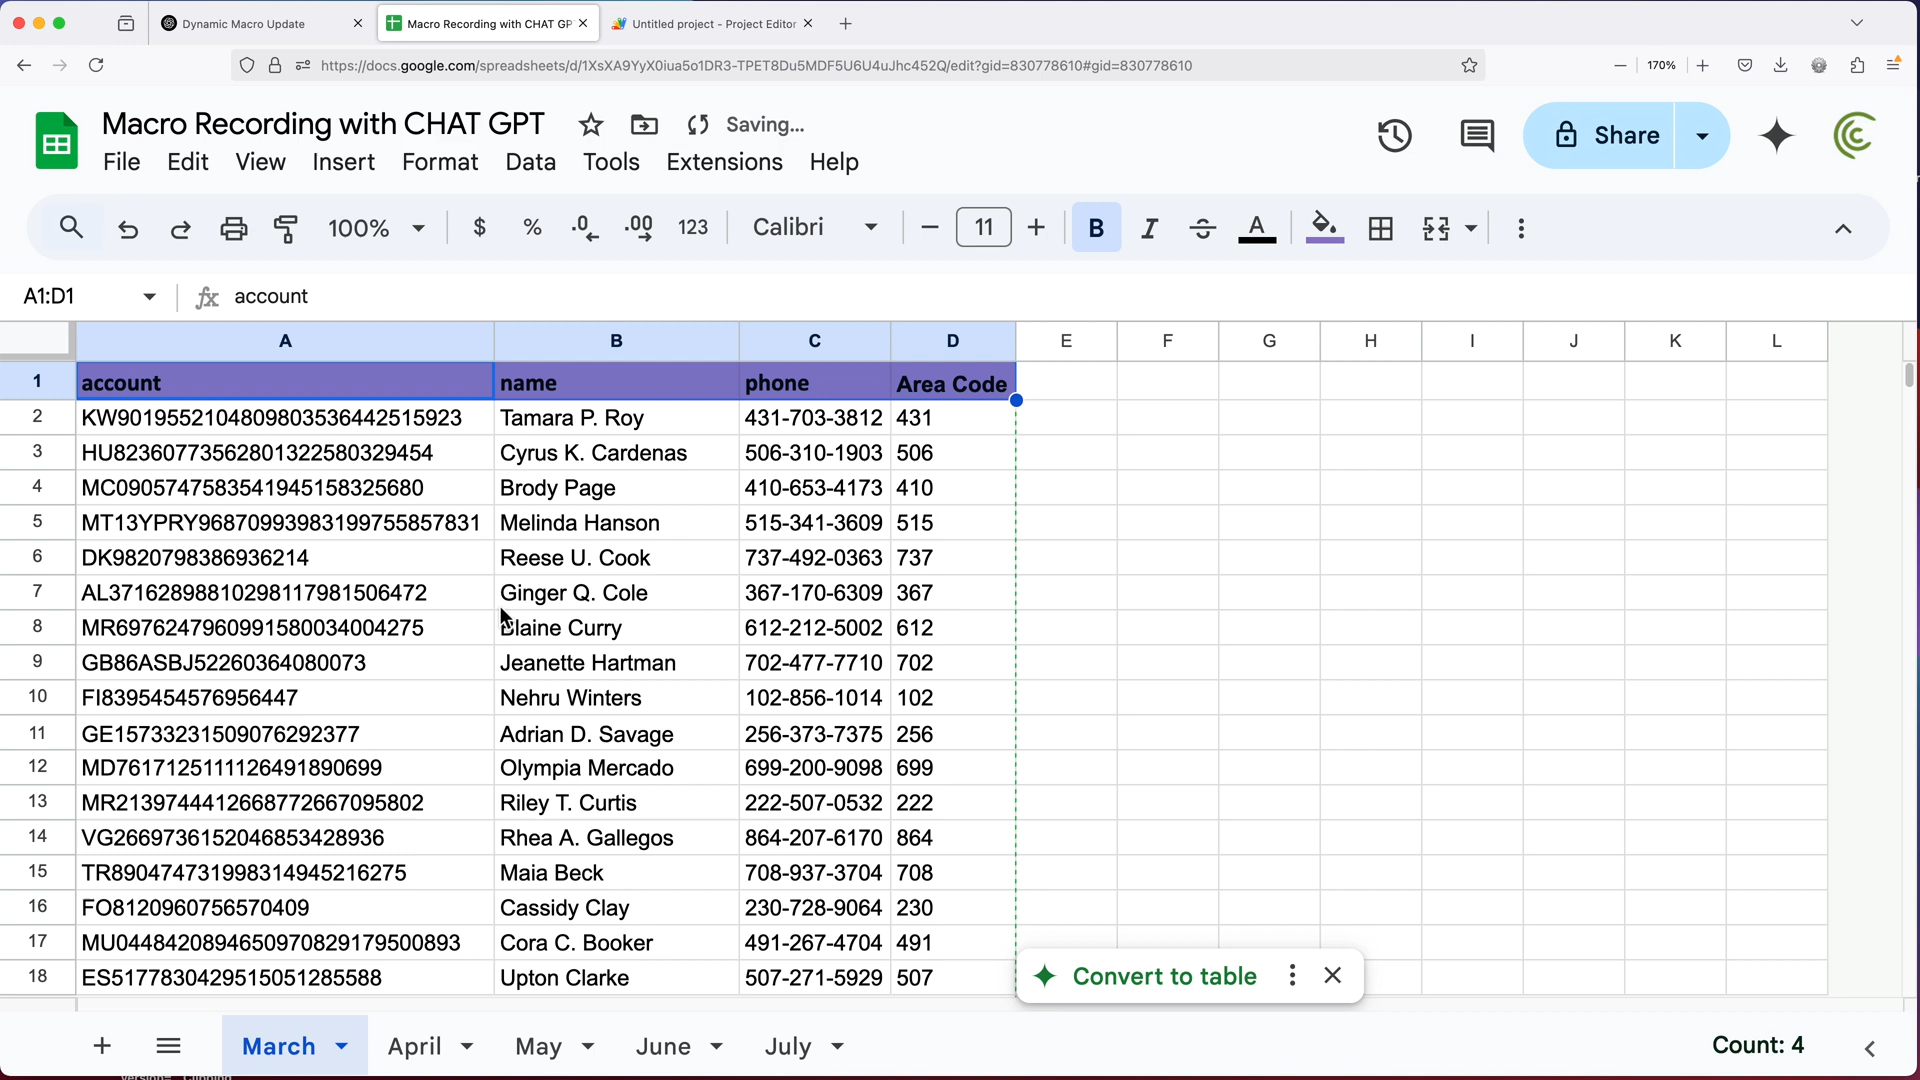 Dynamic Macro Update
Macro Recording with CHAT GP
Untitled project - Project Editor
https://docs.google.com/spreadsheets/d/1XsXA9YyX0iua5o1DR3-TPET8Du5MDF5U6U4uJhc452Q/edit?gid=830778610#gid=830778610
170%
Macro Recording with CHAT GPT
Saving...
File Edit View Insert Format Data Tools Extensions Help
Share
100% $ % .0 .00 123 Calibri 11 B I S A
A1:D1 fx account
A B C D E F G H I J K L
1 account name phone Area Code
2 KW9019552104809803536442515923 Tamara P. Roy 431-703-3812 431
3 HU82360773562801322580329454 Cyrus K. Cardenas 506-310-1903 506
4 MC0905747583541945158325680 Brody Page 410-653-4173 410
5 MT13YPRY968709939831997558​57831 Melinda Hanson 515-341-3609 515
6 DK9820798386936214 Reese U. Cook 737-492-0363 737
7 AL37162898810298117981506472 Ginger Q. Cole 367-170-6309 367
8 MR6976247960991580034004275 Blaine Curry 612-212-5002 612
9 GB86ASBJ52260364080073 Jeanette Hartman 702-477-7710 702
10 FI8395454576956447 Nehru Winters 102-856-1014 102
11 GE15733231509076292377 Adrian D. Savage 256-373-7375 256
12 MD7617125111126491890699 Olympia Mercado 699-200-9098 699
13 MR2139744412668772667095802 Riley T. Curtis 222-507-0532 222
14 VG2669736152046853428936 Rhea A. Gallegos 864-207-6170 864
15 TR890474731998314945216275 Maia Beck 708-937-3704 708
16 FO8120960756570409 Cassidy Clay 230-728-9064 230
17 MU0448420894650970829179500893 Cora C. Booker 491-267-4704 491
18 ES5177830429515051285588 Upton Clarke 507-271-5929 507
Convert to table
March April May June July Count: 4